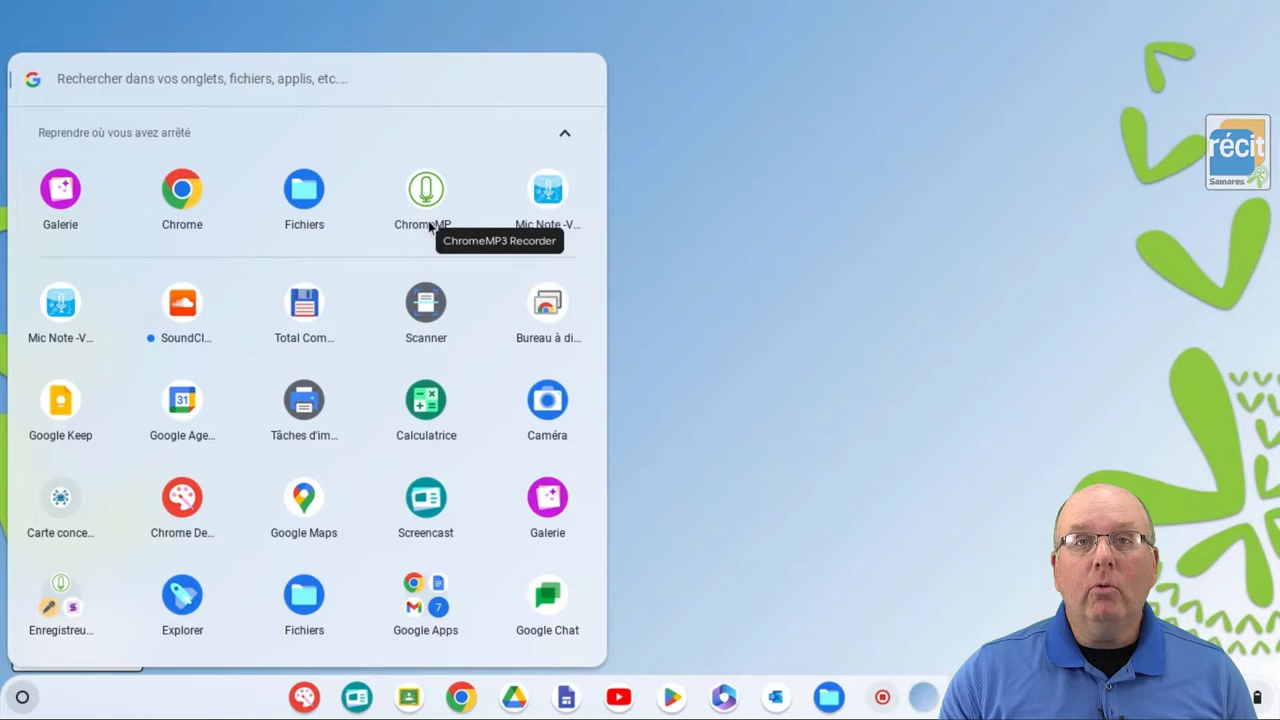 Rechercher dans vos onglets, fichiers, applis, etc....
Reprendre où vous avez arrêté
Galerie
Chrome
Fichiers
ChromeMP...
Mic Note -V...
ChromeMP3 Recorder
Mic Note -V...
SoundCl...
Total Com...
Scanner
Bureau à di...
Google Keep
31
Google Age...
Tâches d'im...
Calculatrice
Caméra
Carte conce...
Chrome De...
Google Maps
Screencast
Galerie
Enregistreu...
Explorer
Fichiers
7
Google Apps
Google Chat
récit
Samares